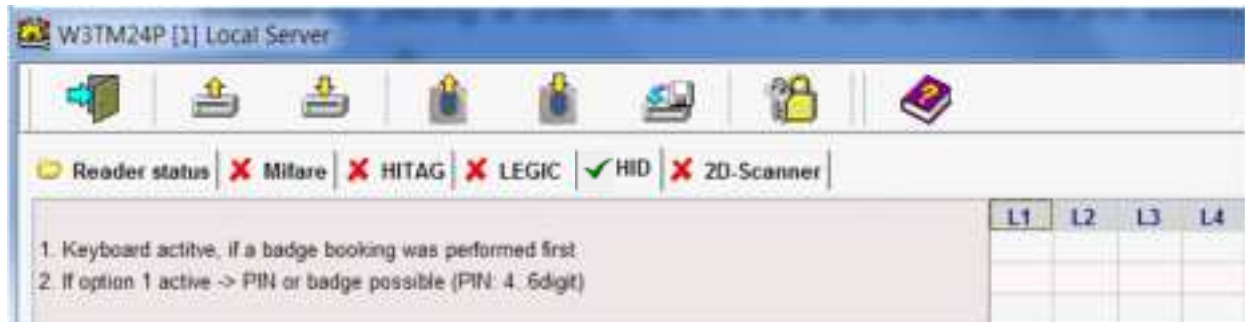 W3TM24P [1] Local Server
Reader status Mifare HITAG LEGIC HID 2D-Scanner
L1 L2 L3 L4
1. Keyboard actitve, if a badge booking was performed first
2. If option 1 active -> PIN or badge possible (PIN: 4..6digit)